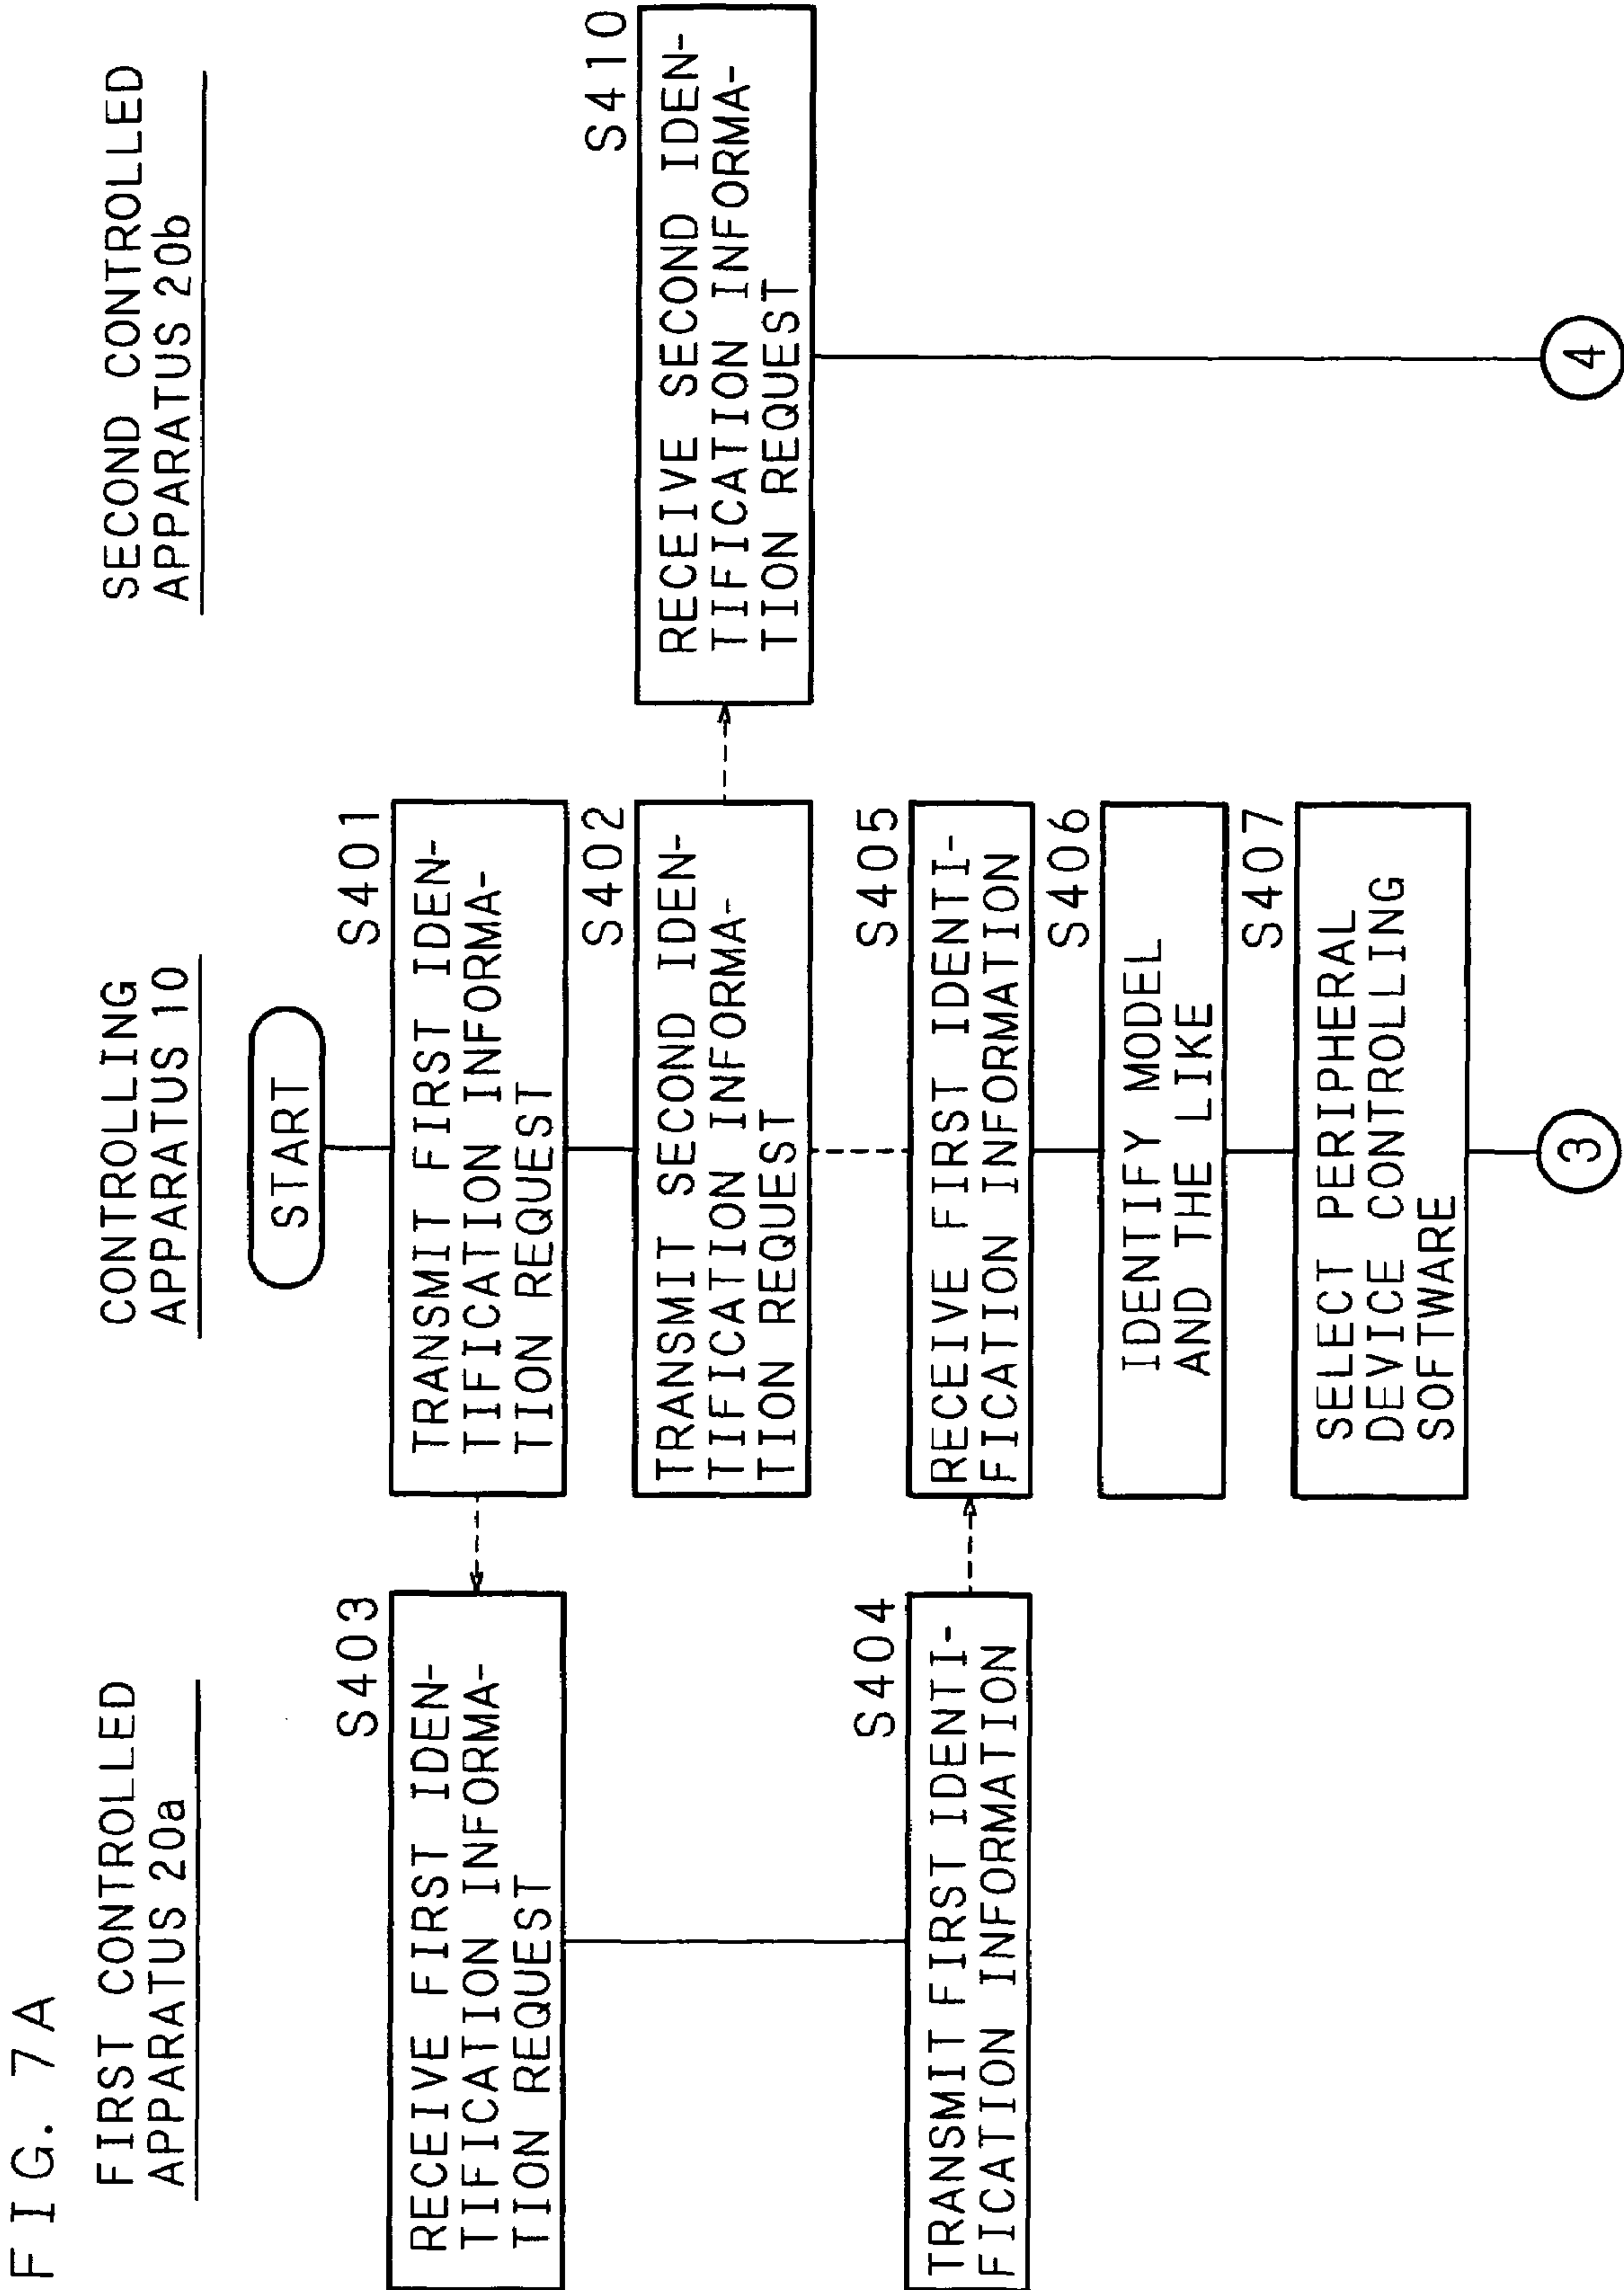 FIG. 7A
FIRST CONTROLLED
APPARATUS 20a
CONTROLLING
APPARATUS 10
SECOND CONTROLLED
APPARATUS 20b
START
S401
TRANSMIT FIRST IDEN-
TIFICATION INFORMA-
TION REQUEST
S403
RECEIVE FIRST IDEN-
TIFICATION INFORMA-
TION REQUEST
S402
TRANSMIT SECOND IDEN-
TIFICATION INFORMA-
TION REQUEST
S410
RECEIVE SECOND IDEN-
TIFICATION INFORMA-
TION REQUEST
S404
TRANSMIT FIRST IDENTI-
FICATION INFORMATION
S405
RECEIVE FIRST IDENTI-
FICATION INFORMATION
S406
IDENTIFY MODEL
AND THE LIKE
S407
SELECT PERIPHERAL
DEVICE CONTROLLING
SOFTWARE
3
4